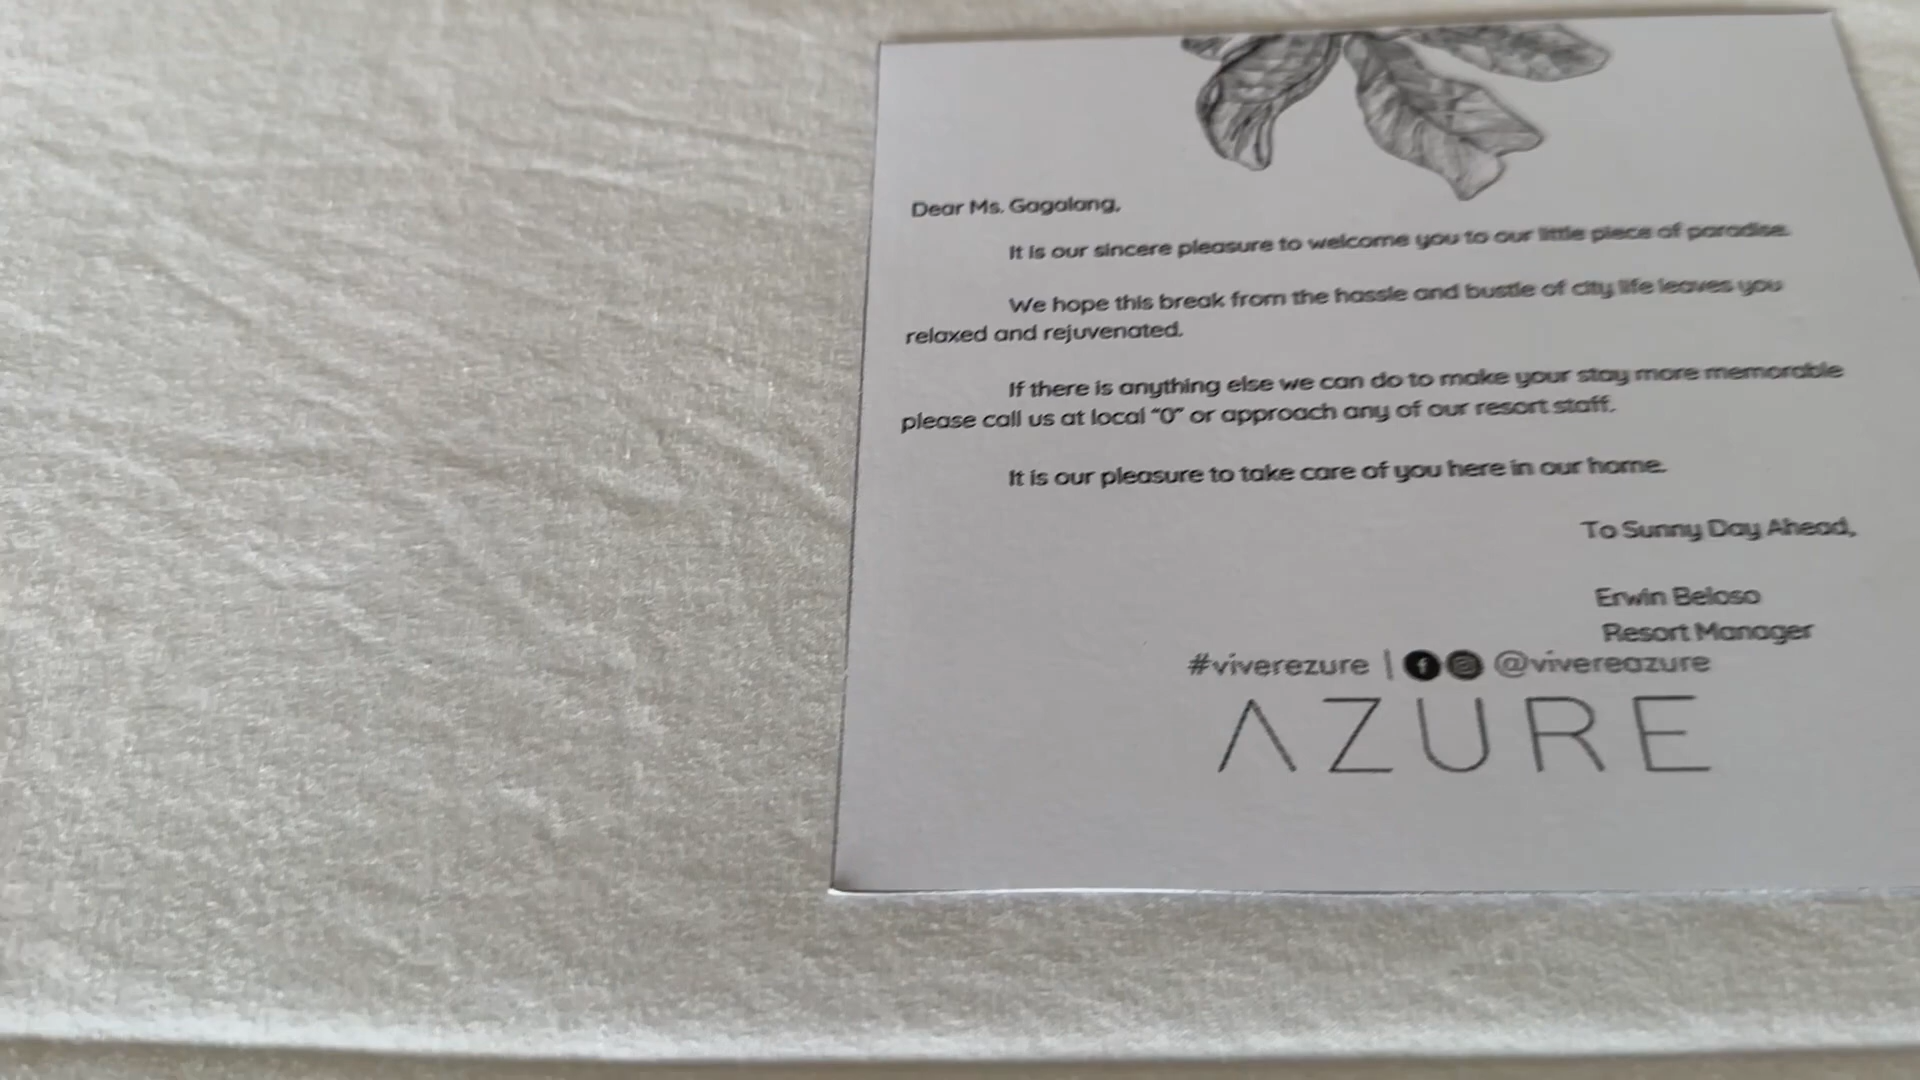 Dear Ms. Gagalang,
It is our sincere pleasure to welcome you to our little piece of paradise.
We hope this break from the hassle and bustle of city life leaves you
relaxed and rejuvenated.
If there is anything else we can do to make your stay more memorable
please call us at local “0” or approach any of our resort staff.
It is our pleasure to take care of you here in our home.
To Sunny Day Ahead,
Erwin Beloso
Resort Manager
#viverezure | @vivereazure
AZURE